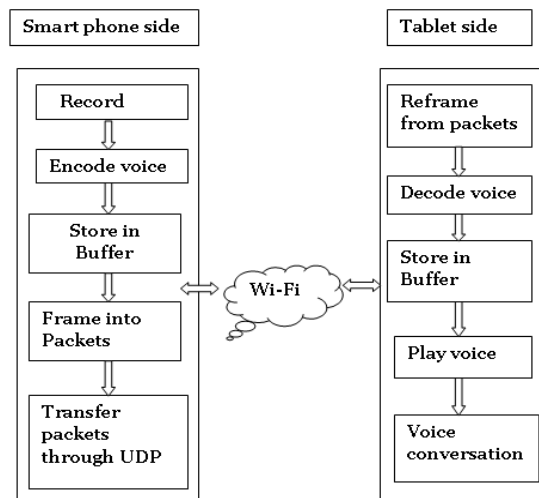 Smart phone side
Record
Encode voice
Store in
Buffer
Frame into
Packets
Transfer
packets
through UDP
Wi-Fi
Tablet side
Reframe
from packets
Decode voice
Store in
Buffer
Play voice
Voice
conversation